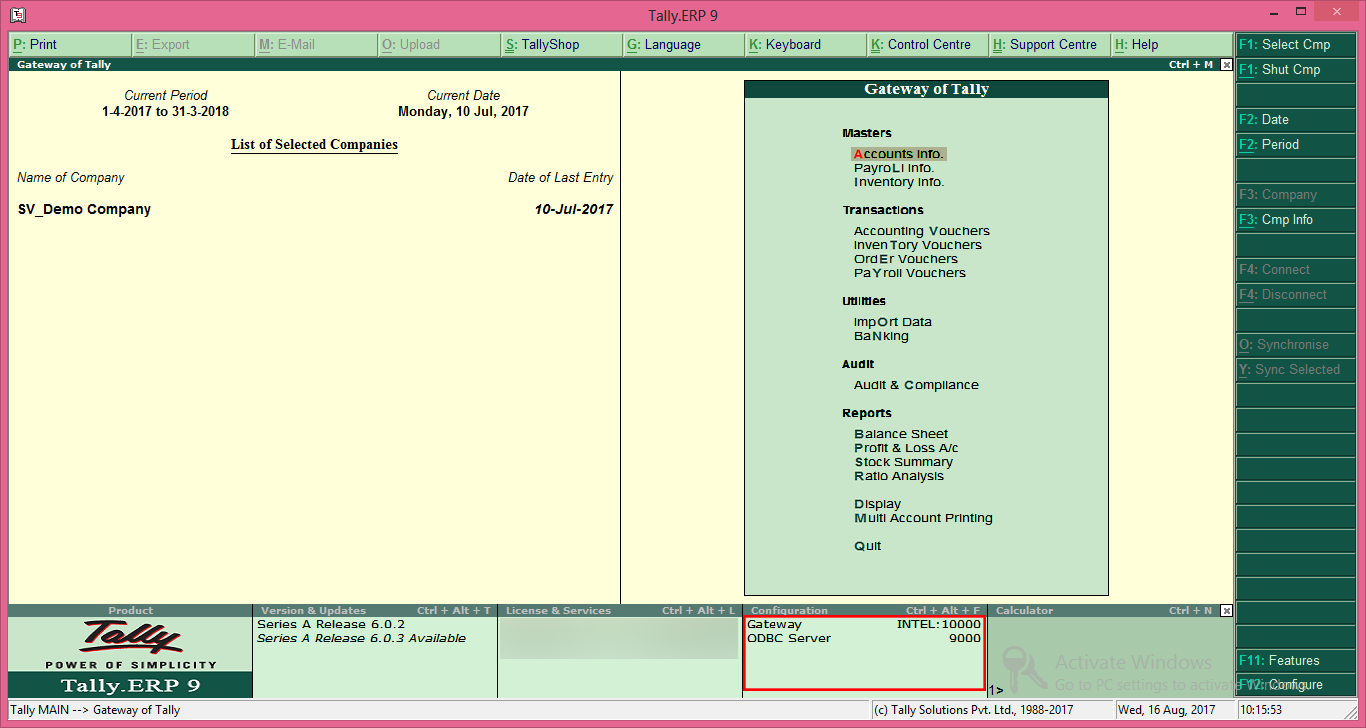 Tally.ERP 9
P: Print
E: Export
M: E-Mail
O: Upload
S: TallyShop
G: Language
K: Keyboard
K: Control Centre
H: Support Centre
H: Help
Gateway of Tally
Ctrl + M
Current Period
1-4-2017 to 31-3-2018
Current Date
Monday, 10 Jul, 2017
List of Selected Companies
Name of Company
Date of Last Entry
SV_Demo Company
10-Jul-2017
Gateway of Tally
Masters
Accounts Info.
PayroLl Info.
Inventory Info.
Transactions
Accounting Vouchers
InvenTory Vouchers
OrdEr Vouchers
PaYroll Vouchers
Utilities
ImpOrt Data
BaNking
Audit
Audit & Compliance
Reports
Balance Sheet
Profit & Loss A/c
Stock Summary
Ratio Analysis
Display
Multi Account Printing
Quit
F1: Select Cmp
F1: Shut Cmp
F2: Date
F2: Period
F3: Company
F3: Cmp Info
F4: Connect
F4: Disconnect
O: Synchronise
Y: Sync Selected
F11: Features
F12: Configure
Product
Tally
POWER OF SIMPLICITY
Tally.ERP 9
Version & Updates Ctrl + Alt + T
Series A Release 6.0.2
Series A Release 6.0.3 Available
License & Services Ctrl + Alt + L
Configuration Ctrl + Alt + F
Gateway INTEL:10000
ODBC Server 9000
Calculator Ctrl + N
1>
Activate Windows
Go to PC settings to activate Windows.
Tally MAIN --> Gateway of Tally
(c) Tally Solutions Pvt. Ltd., 1988-2017
Wed, 16 Aug, 2017
10:15:53